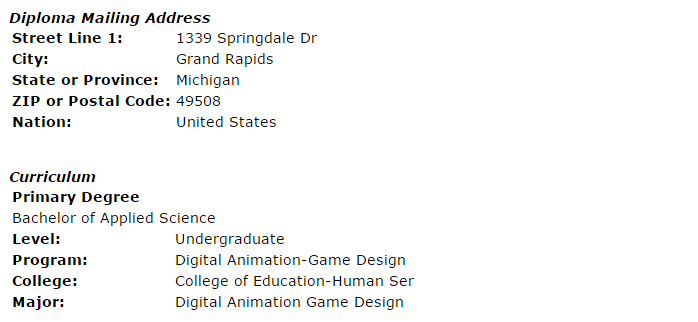 Diploma Mailing Address
Street Line 1: 1339 Springdale Dr
City: Grand Rapids
State or Province: Michigan
ZIP or Postal Code: 49508
Nation: United States
Curriculum
Primary Degree
Bachelor of Applied Science
Level: Undergraduate
Program: Digital Animation-Game Design
College: College of Education-Human Ser
Major: Digital Animation Game Design